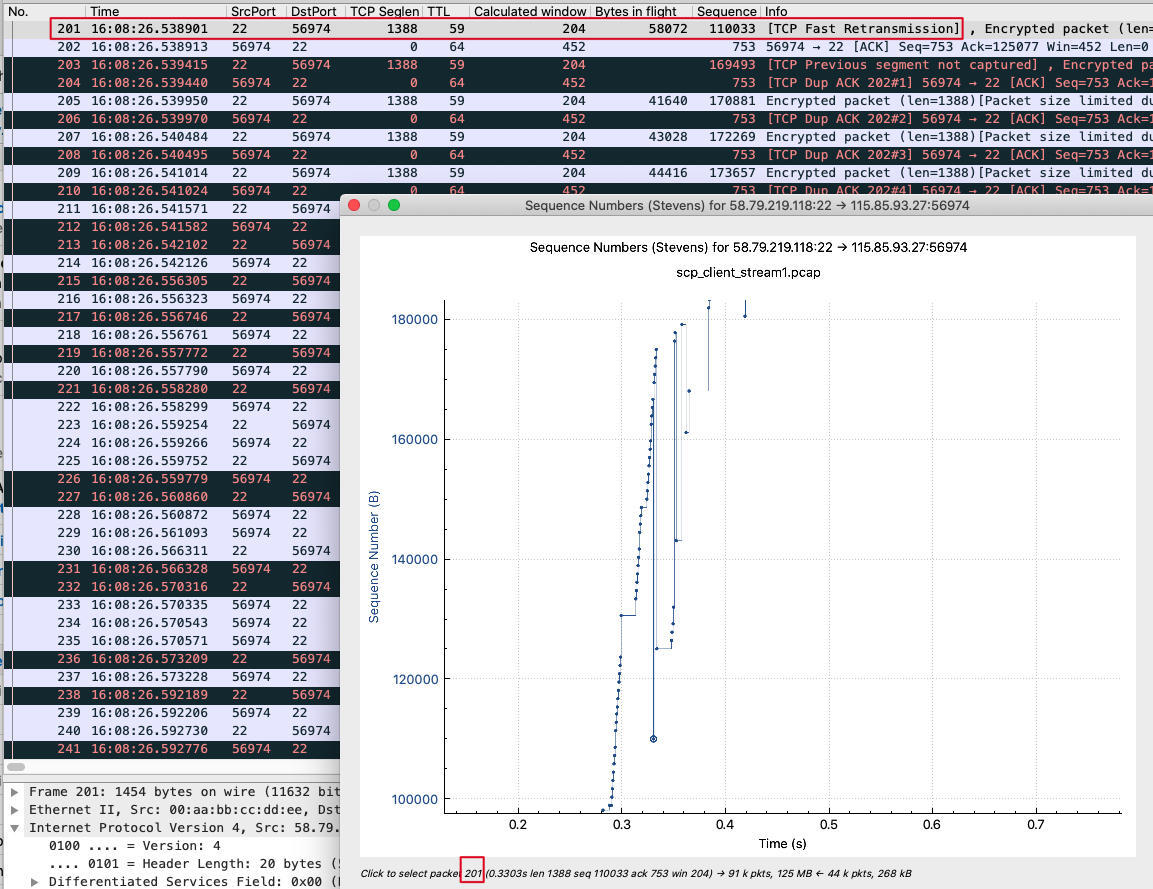 No. Time SrcPort DstPort TCP Seglen TTL Calculated window Bytes in flight Sequence Info
201 16:08:26.538901 22 56974 1388 59 204 58072 110033 [TCP Fast Retransmission] , Encrypted packet (len=
202 16:08:26.538913 56974 22 0 64 452 753 56974 → 22 [ACK] Seq=753 Ack=125077 Win=452 Len=0
203 16:08:26.539415 22 56974 1388 59 204 169493 [TCP Previous segment not captured] , Encrypted pa
204 16:08:26.539440 56974 22 0 64 452 753 [TCP Dup ACK 202#1] 56974 → 22 [ACK] Seq=753 Ack=1
205 16:08:26.539950 22 56974 1388 59 204 41640 170881 Encrypted packet (len=1388)[Packet size limited du
206 16:08:26.539970 56974 22 0 64 452 753 [TCP Dup ACK 202#2] 56974 → 22 [ACK] Seq=753 Ack=1
207 16:08:26.540484 22 56974 1388 59 204 43028 172269 Encrypted packet (len=1388)[Packet size limited du
208 16:08:26.540495 56974 22 0 64 452 753 [TCP Dup ACK 202#3] 56974 → 22 [ACK] Seq=753 Ack=1
209 16:08:26.541014 22 56974 1388 59 204 44416 173657 Encrypted packet (len=1388)[Packet size limited du
210 16:08:26.541024 56974 22 0 64 452 753 [TCP Dup ACK 202#4] 56974 → 22 [ACK] Seq=753 Ack=1
211 16:08:26.541571 22 56974
212 16:08:26.541582 56974 22
213 16:08:26.542102 22 56974
214 16:08:26.542126 56974 22
215 16:08:26.556305 22 56974
216 16:08:26.556323 56974 22
217 16:08:26.556746 22 56974
218 16:08:26.556761 56974 22
219 16:08:26.557772 22 56974
220 16:08:26.557790 56974 22
221 16:08:26.558280 22 56974
222 16:08:26.558299 56974 22
223 16:08:26.559254 22 56974
224 16:08:26.559266 56974 22
225 16:08:26.559752 22 56974
226 16:08:26.559779 56974 22
227 16:08:26.560860 22 56974
228 16:08:26.560872 56974 22
229 16:08:26.561093 56974 22
230 16:08:26.566311 22 56974
231 16:08:26.566328 56974 22
232 16:08:26.570316 22 56974
233 16:08:26.570335 56974 22
234 16:08:26.570543 22 56974
235 16:08:26.570571 56974 22
236 16:08:26.573209 22 56974
237 16:08:26.573228 56974 22
238 16:08:26.592189 22 56974
239 16:08:26.592206 56974 22
240 16:08:26.592730 22 56974
241 16:08:26.592776 56974 22
Frame 201: 1454 bytes on wire (11632 bit
Ethernet II, Src: 00:aa:bb:cc:dd:ee, Dst
Internet Protocol Version 4, Src: 58.79.
0100 .... = Version: 4
.... 0101 = Header Length: 20 bytes (5
Differentiated Services Field: 0x00 (
Sequence Numbers (Stevens) for 58.79.219.118:22 → 115.85.93.27:56974
Sequence Numbers (Stevens) for 58.79.219.118:22 → 115.85.93.27:56974
scp_client_stream1.pcap
Sequence Number (B)
180000
160000
140000
120000
100000
0.2 0.3 0.4 0.5 0.6 0.7
Time (s)
Click to select packet 201 (0.3303s len 1388 seq 110033 ack 753 win 204) → 91 k pkts, 125 MB ← 44 k pkts, 268 kB